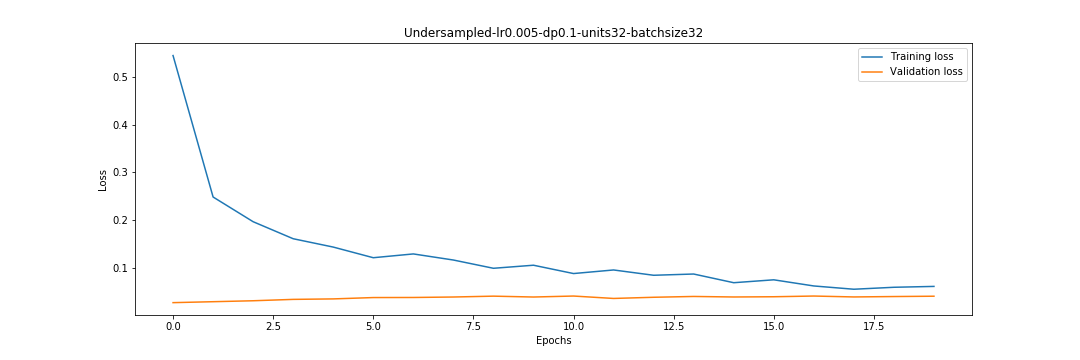 Undersampled-lr0.005-dp0.1-units32-batchsize32
Training loss
Validation loss
0.5
0.4
0.3
0.2
0.1
Loss
0.0 2.5 5.0 7.5 10.0 12.5 15.0 17.5
Epochs